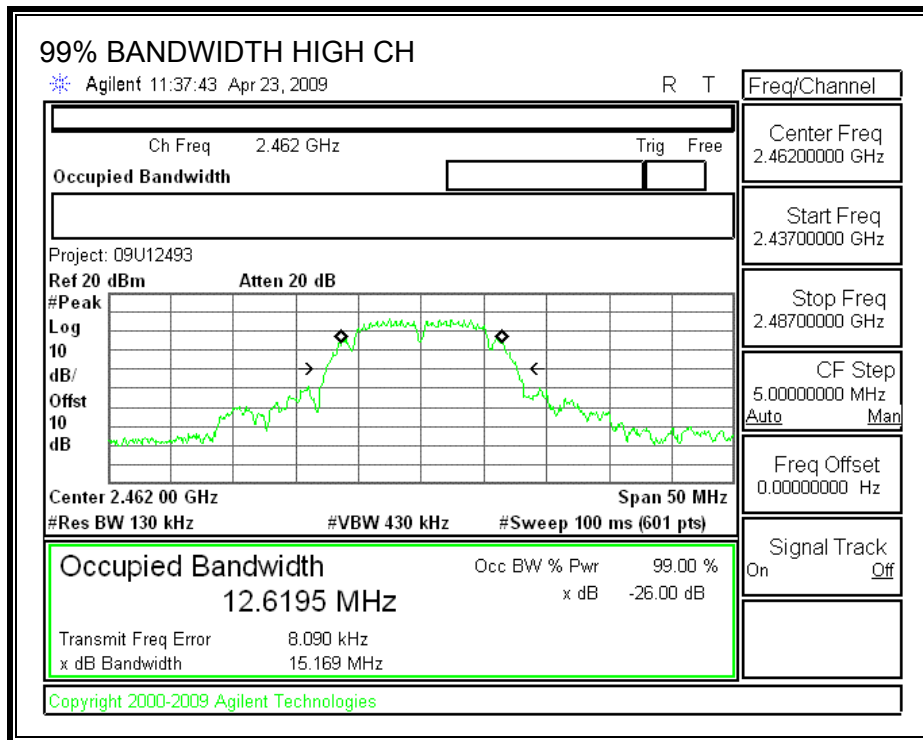 99% BANDWIDTH HIGH CH
Agilent 11:37:43 Apr 23, 2009 R T
Freq/Channel
Ch Freq 2.462 GHz Trig Free
Occupied Bandwidth
Center Freq
2.46200000 GHz
Start Freq
2.43700000 GHz
Stop Freq
2.48700000 GHz
CF Step
5.00000000 MHz
Auto Man
Freq Offset
0.00000000 Hz
Signal Track
On Off
Project: 09U12493
Ref 20 dBm Atten 20 dB
#Peak
Log
10
dB/
Offst
10
dB
Center 2.462 00 GHz Span 50 MHz
#Res BW 130 kHz #VBW 430 kHz #Sweep 100 ms (601 pts)
Occupied Bandwidth Occ BW % Pwr 99.00 %
12.6195 MHz x dB -26.00 dB
Transmit Freq Error 8.090 kHz
x dB Bandwidth 15.169 MHz
Copyright 2000-2009 Agilent Technologies